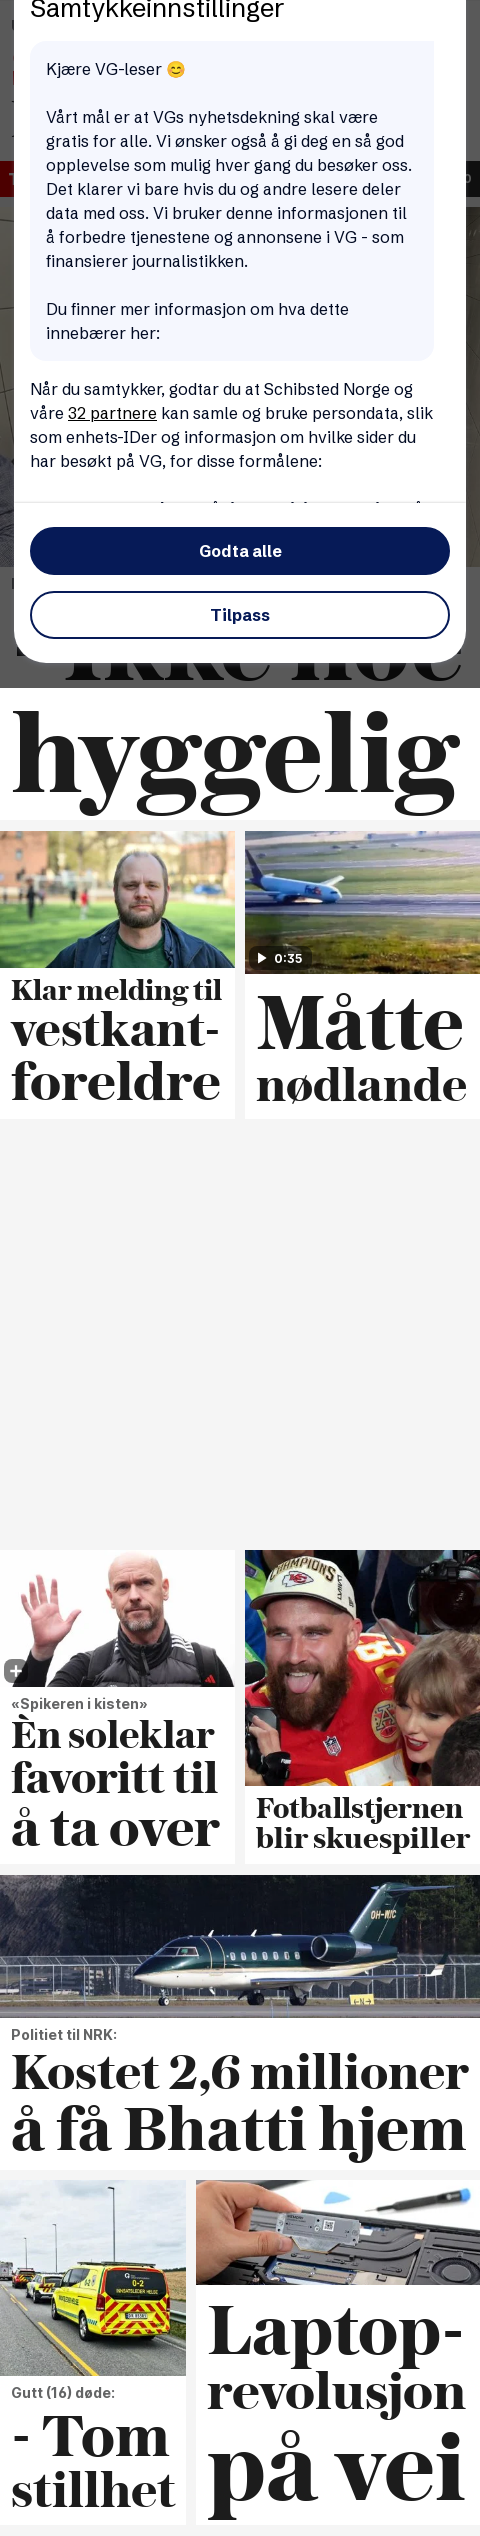 Samtykkeinnstillinger
Kjære VG-leser 😊
Vårt mål er at VGs nyhetsdekning skal være
gratis for alle. Vi ønsker også å gi deg en så god
opplevelse som mulig hver gang du besøker oss.
Det klarer vi bare hvis du og andre lesere deler
data med oss. Vi bruker denne informasjonen til
å forbedre tjenestene og annonsene i VG - som
finansierer journalistikken.
Du finner mer informasjon om hva dette
innebærer her:
Når du samtykker, godtar du at Schibsted Norge og
våre 32 partnere kan samle og bruke persondata, slik
som enhets-IDer og informasjon om hvilke sider du
har besøkt på VG, for disse formålene:
Godta alle
Tilpass
- Ikke noe
hyggelig
Klar melding til
vestkant-
foreldre
0:35
Måtte
nødlande
«Spikeren i kisten»
Èn soleklar
favoritt til
å ta over
CHAMPIONS
Fotballstjernen
blir skuespiller
OH-WIC
Politiet til NRK:
Kostet 2,6 millioner
å få Bhatti hjem
0-2
Gutt (16) døde:
- Tom
stillhet
Laptop-
revolusjon
på vei